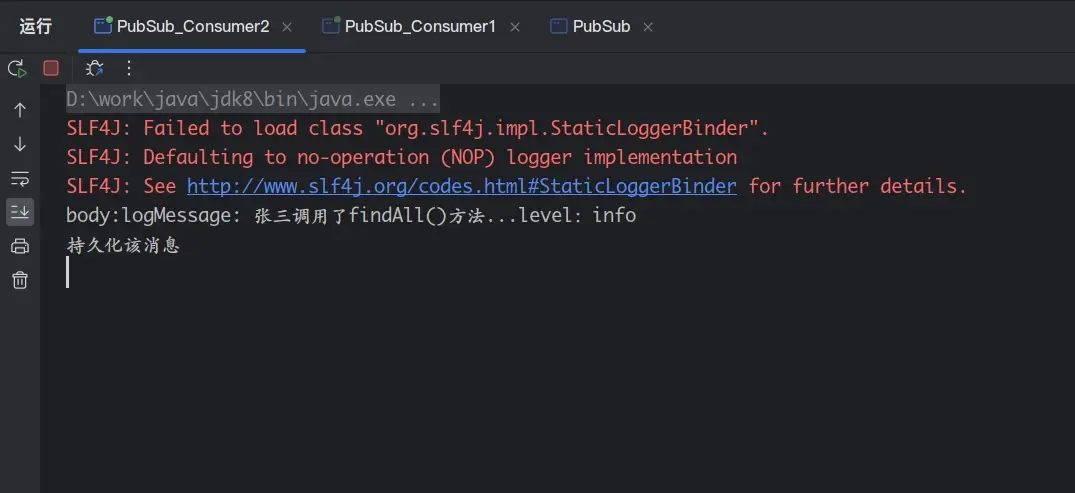 运行 PubSub_Consumer2 PubSub_Consumer1 PubSub
D:\work\java\jdk8\bin\java.exe ...
SLF4J: Failed to load class "org.slf4j.impl.StaticLoggerBinder".
SLF4J: Defaulting to no-operation (NOP) logger implementation
SLF4J: See http://www.slf4j.org/codes.html#StaticLoggerBinder for further details.
body:logMessage: 张三调用了findAll()方法...level: info
持久化该消息